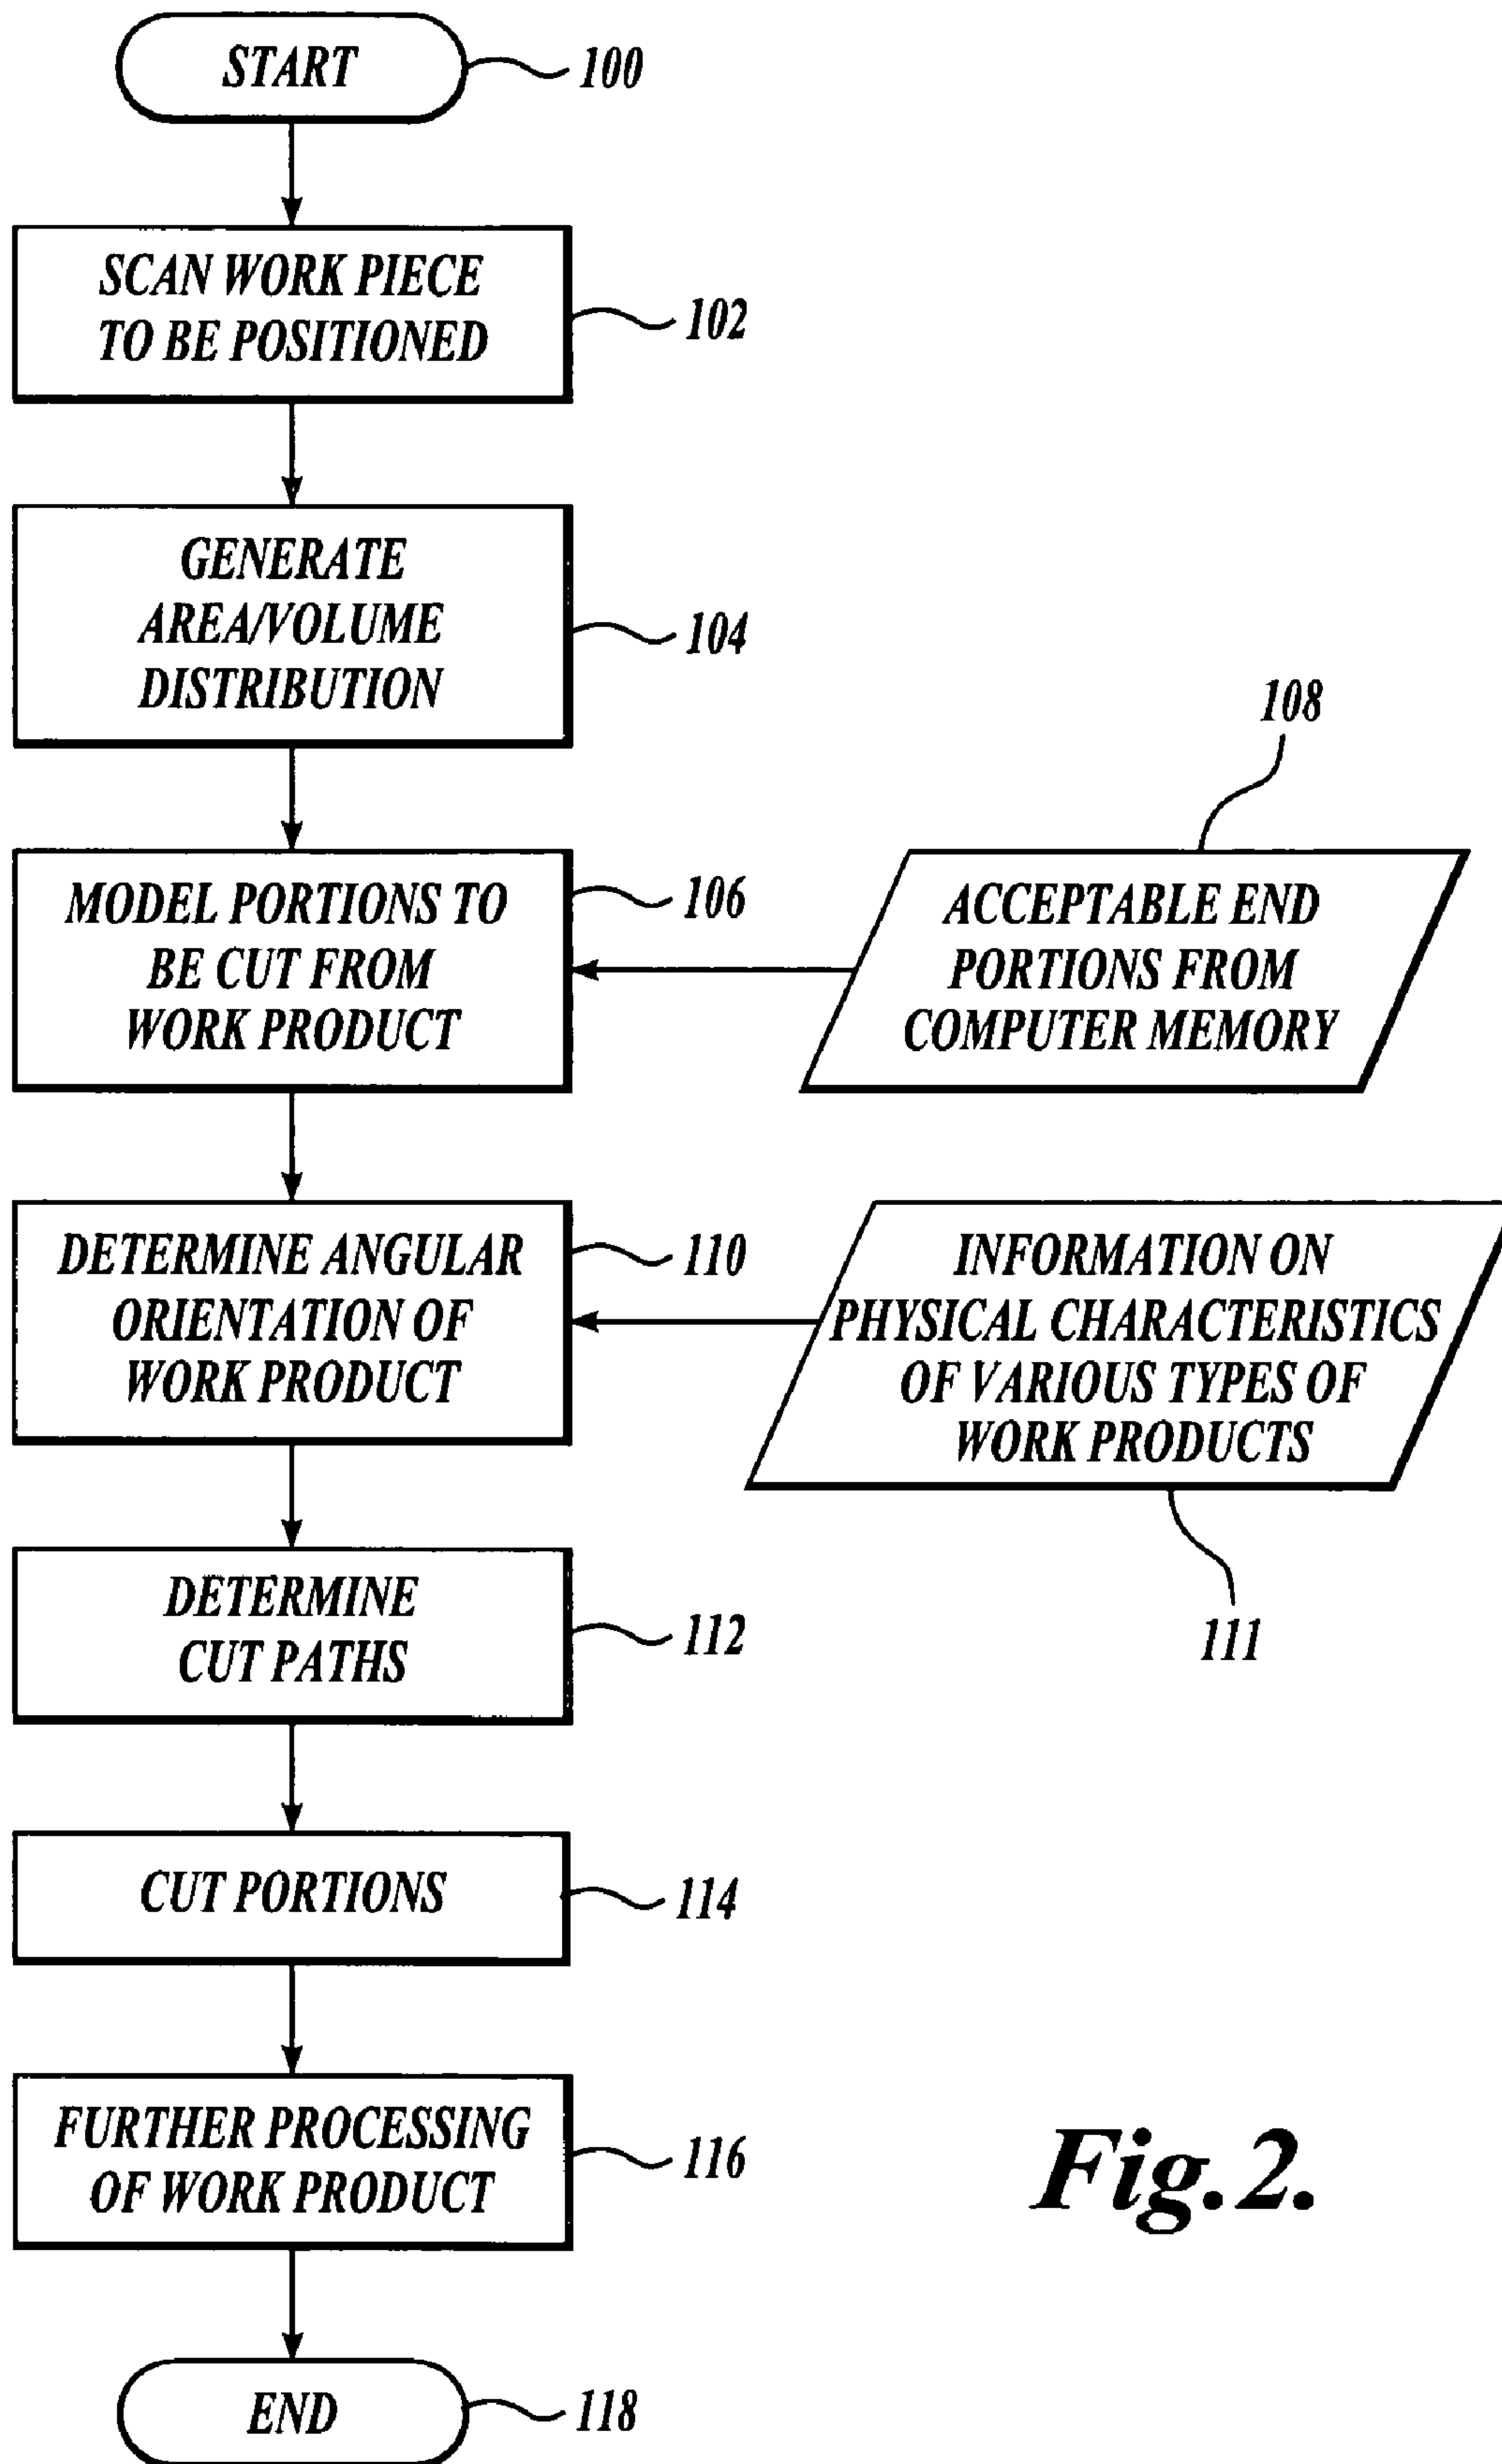 START
100
SCAN WORK PIECE
TO BE POSITIONED
102
GENERATE
AREA/VOLUME
DISTRIBUTION
104
MODEL PORTIONS TO
BE CUT FROM
WORK PRODUCT
106
108
ACCEPTABLE END
PORTIONS FROM
COMPUTER MEMORY
DETERMINE ANGULAR
ORIENTATION OF
WORK PRODUCT
110
INFORMATION ON
PHYSICAL CHARACTERISTICS
OF VARIOUS TYPES OF
WORK PRODUCTS
111
DETERMINE
CUT PATHS
112
CUT PORTIONS
114
FURTHER PROCESSING
OF WORK PRODUCT
116
END
118
Fig.2.